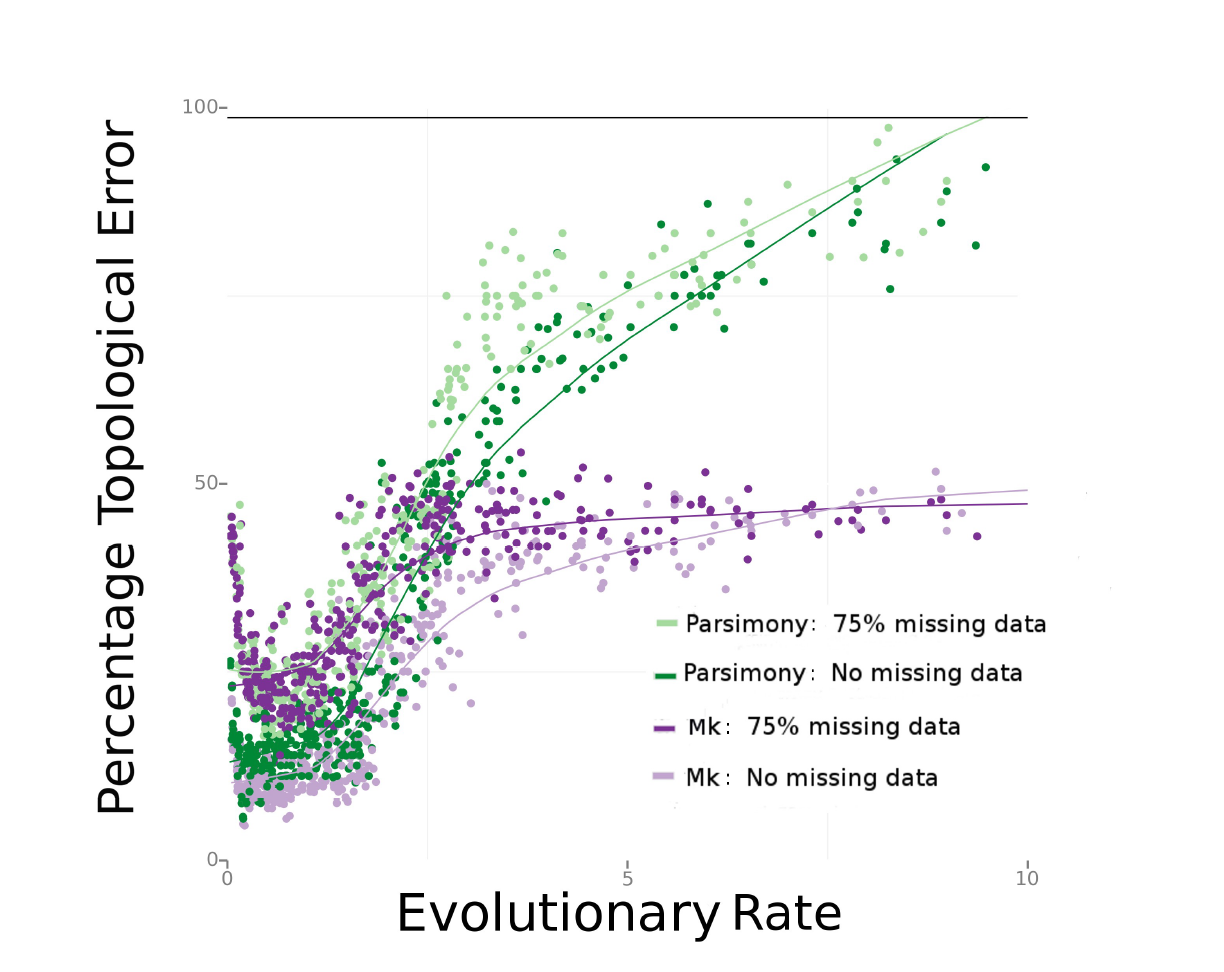 100
50
0
0 5 10
Percentage Topological Error
Evolutionary Rate
Parsimony: 75% missing data
Parsimony: No missing data
Mk: 75% missing data
Mk: No missing data